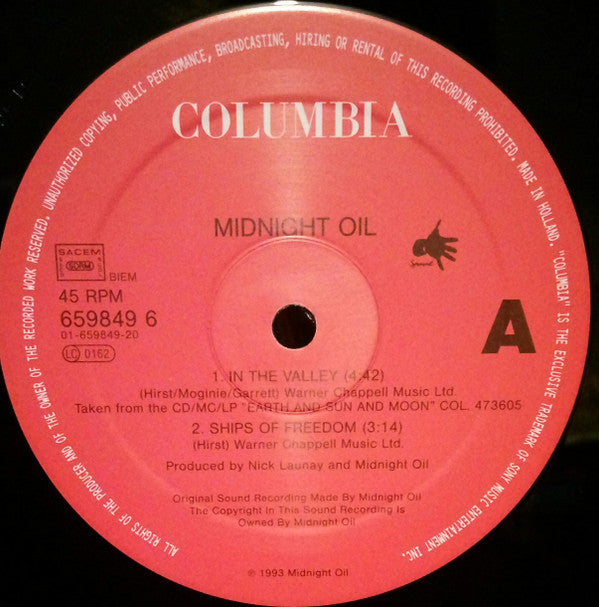 ALL RIGHTS OF THE PRODUCER AND OF THE OWNER OF THE RECORDED WORK RESERVED. UNAUTHORIZED COPYING, PUBLIC PERFORMANCE, BROADCASTING, HIRING OR RENTAL OF THIS RECORDING PROHIBITED. MADE IN HOLLAND. "COLUMBIA" IS THE EXCLUSIVE TRADEMARK OF SONY MUSIC ENTERTAINMENT INC.
COLUMBIA
MIDNIGHT OIL
SACEM
BIEM
45 RPM
659849 6
01-659849-20
LC 0162
A
1. IN THE VALLEY (4:42)
(Hirst/Moginie/Garrett) Warner Chappell Music Ltd.
Taken from the CD/MC/LP "EARTH AND SUN AND MOON" COL. 473605
2. SHIPS OF FREEDOM (3:14)
(Hirst) Warner Chappell Music Ltd.
Produced by Nick Launay and Midnight Oil
Original Sound Recording Made By Midnight Oil
The Copyright In This Sound Recording Is
Owned By Midnight Oil
℗ 1993 Midnight Oil